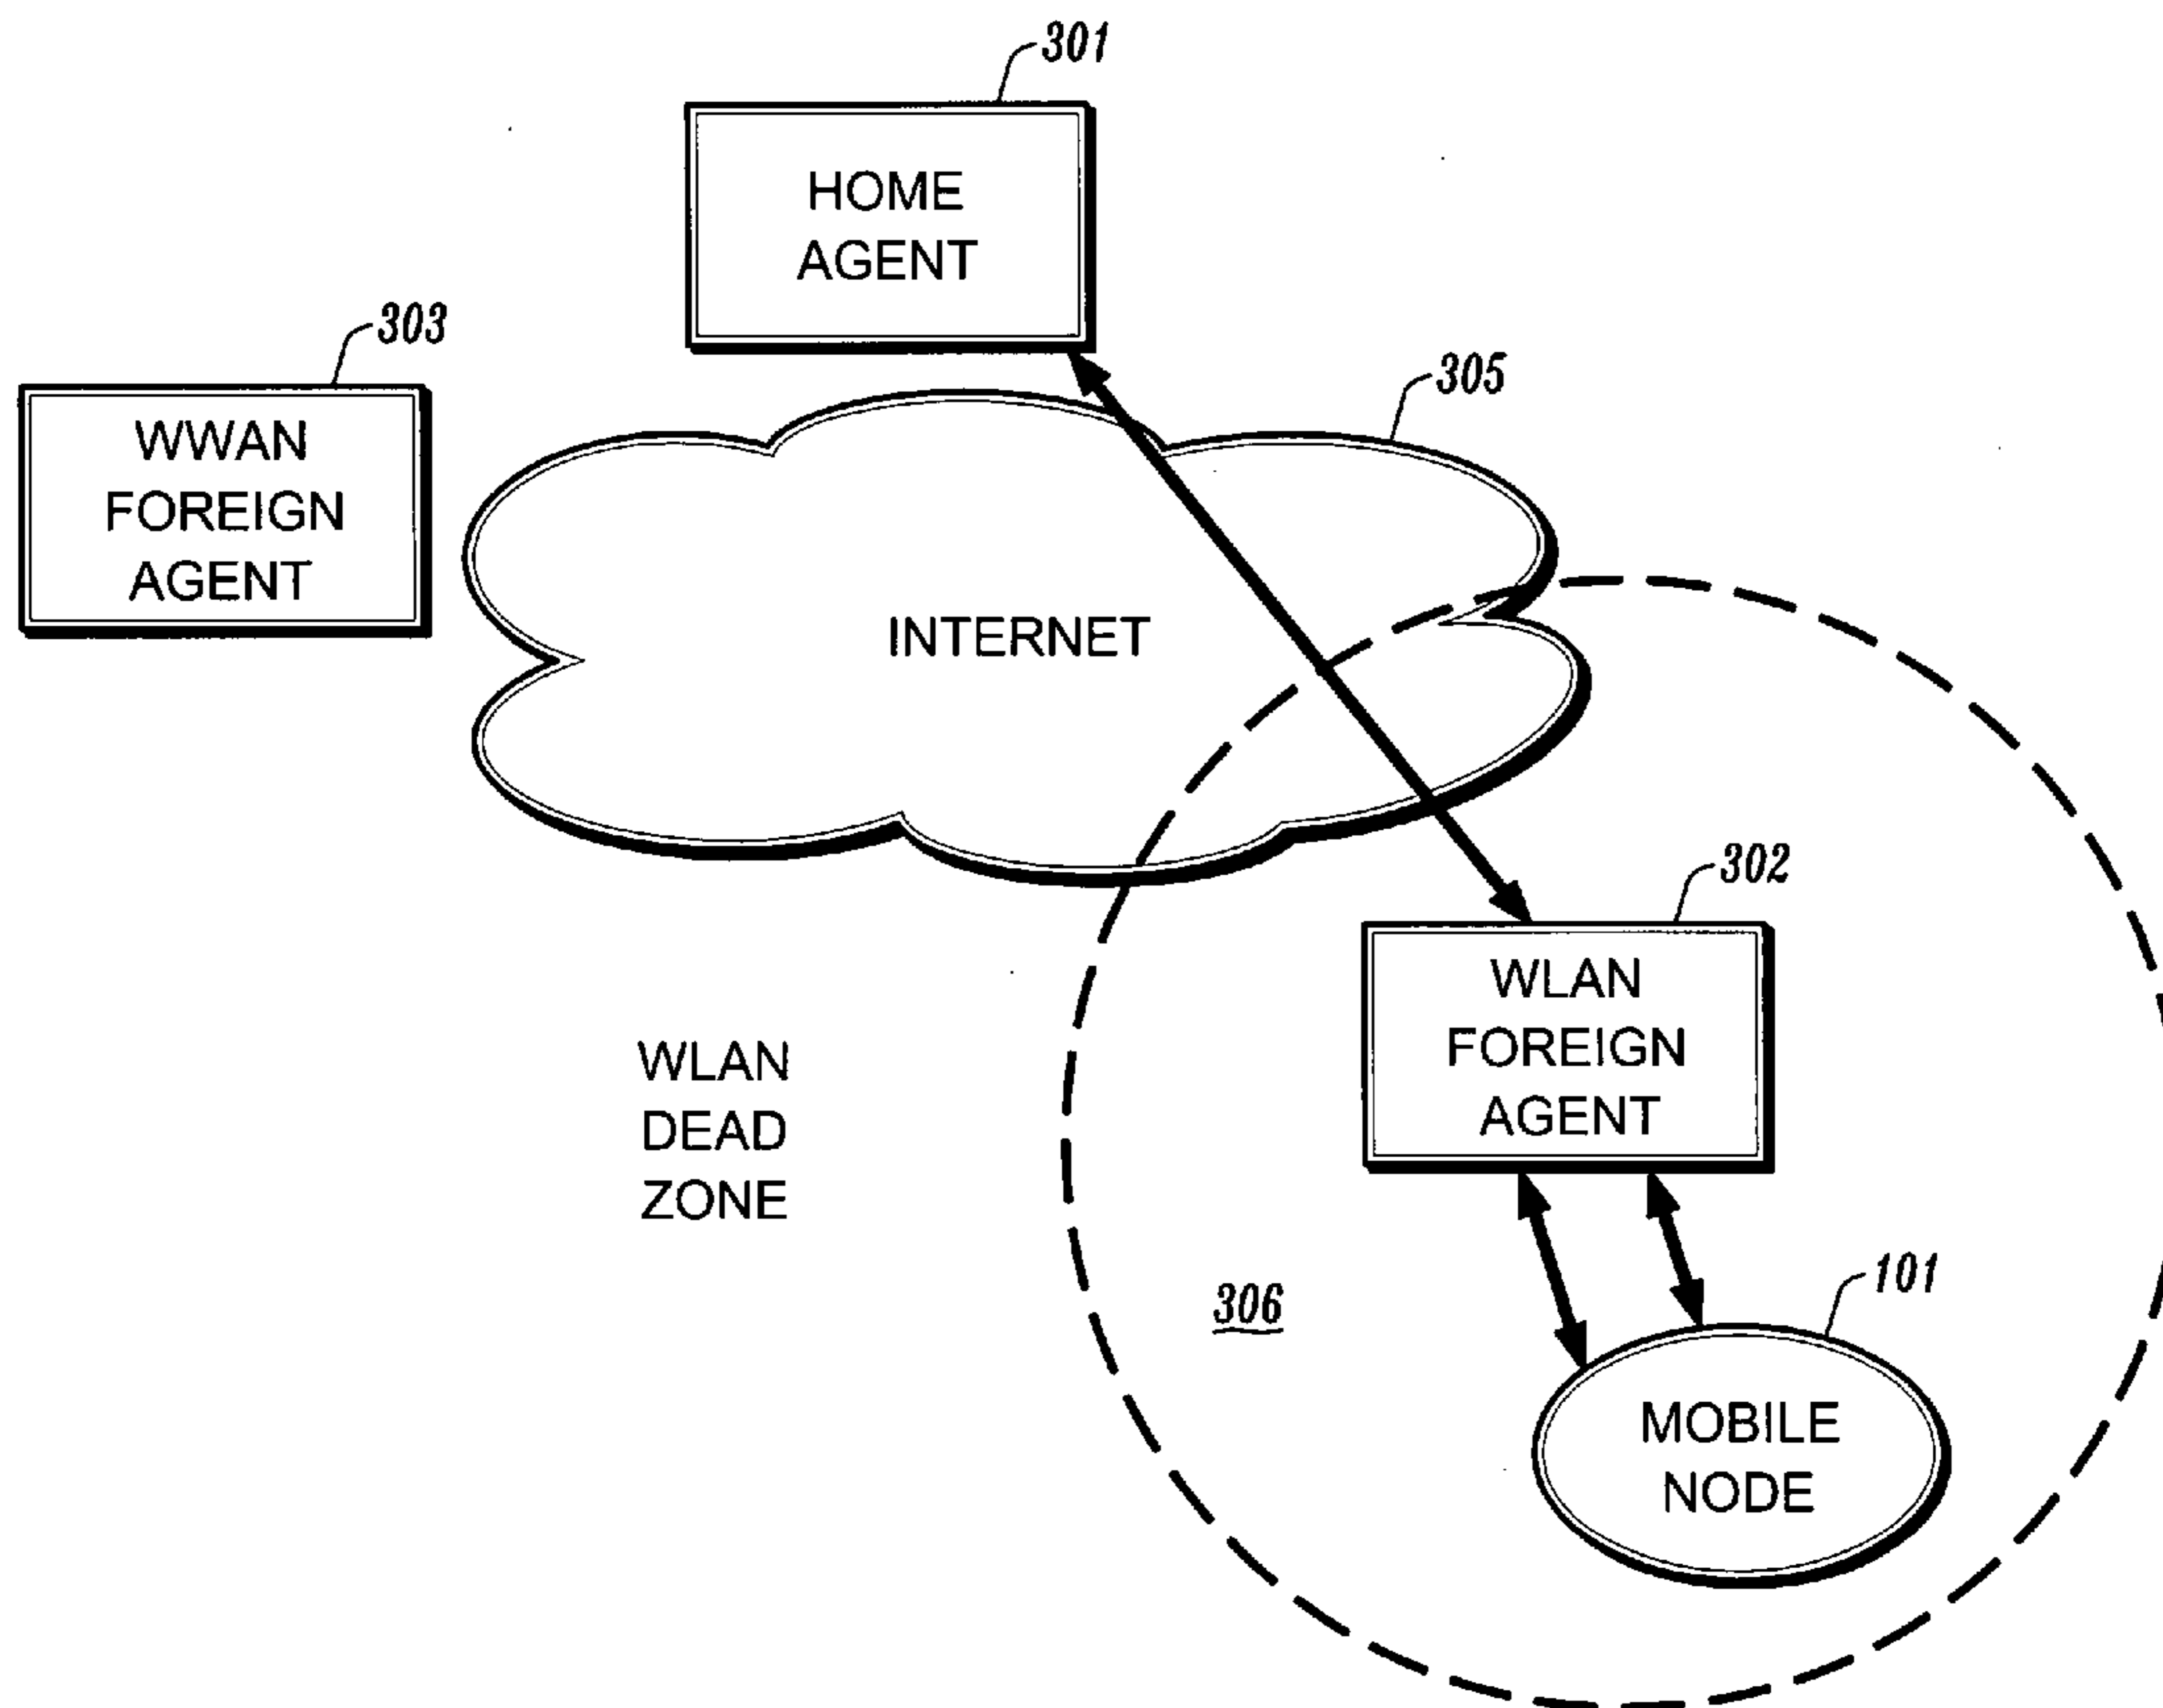 301
HOME
AGENT
303
WWAN
FOREIGN
AGENT
305
INTERNET
302
WLAN
FOREIGN
AGENT
WLAN
DEAD
ZONE
306
101
MOBILE
NODE